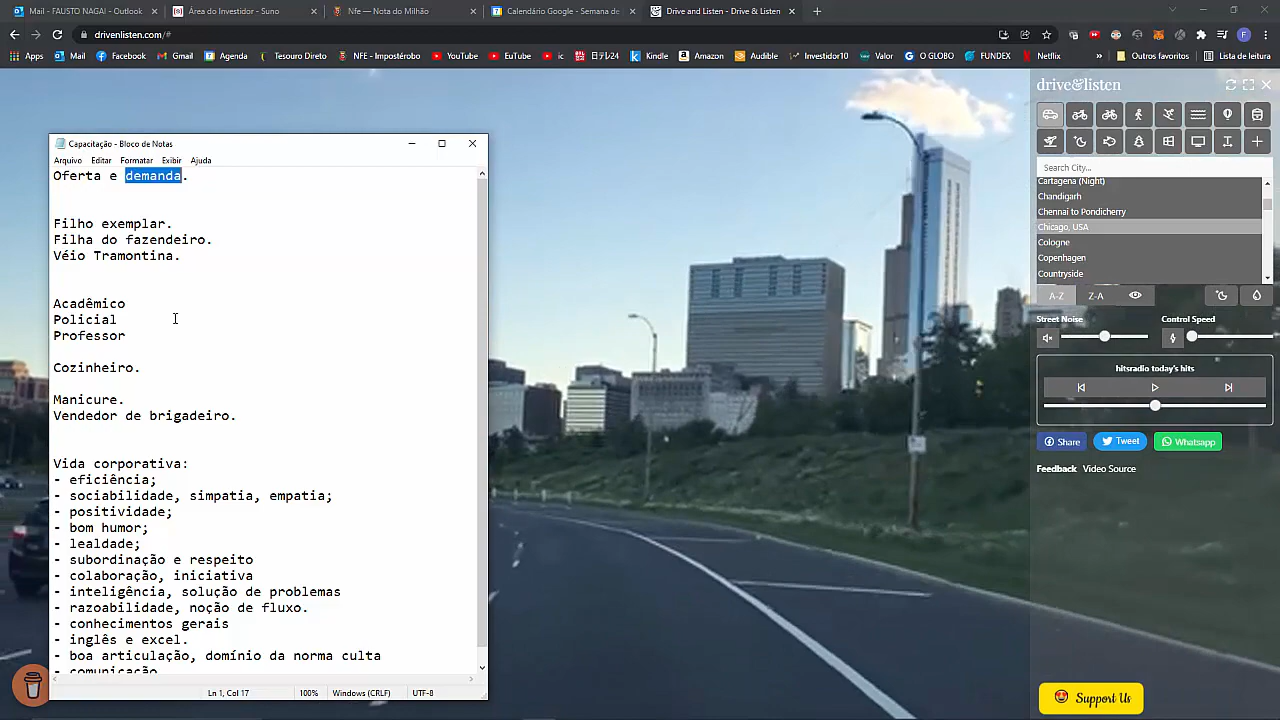 Mail - FAUSTO NAGAI - Outlook
Área do Investidor - Suno
Nfe — Nota do Milhão
Calendário Google - Semana de
Drive and Listen - Drive & Listen
drivenlisten.com/#
Apps
Mail
Facebook
Gmail
Agenda
Tesouro Direto
NFE - Impostérobo
YouTube
EuTube
ic
日刊/24
Kindle
Amazon
Audible
Investidor10
Valor
O GLOBO
FUNDEX
Netflix
»
Outros favoritos
Lista de leitura
Capacitação - Bloco de Notas
Arquivo Editar Formatar Exibir Ajuda
Oferta e demanda.
Filho exemplar.
Filha do fazendeiro.
Véio Tramontina.
Acadêmico
Policial
Professor
Cozinheiro.
Manicure.
Vendedor de brigadeiro.
Vida corporativa:
- eficiência;
- sociabilidade, simpatia, empatia;
- positividade;
- bom humor;
- lealdade;
- subordinação e respeito
- colaboração, iniciativa
- inteligência, solução de problemas
- razoabilidade, noção de fluxo.
- conhecimentos gerais
- inglês e excel.
- boa articulação, domínio da norma culta
- comunicação
Ln 1, Col 17
100%
Windows (CRLF)
UTF-8
drive&listen
Search City...
Cartagena (Night)
Chandigarh
Chennai to Pondicherry
Chicago, USA
Cologne
Copenhagen
Countryside
A-Z
Z-A
Street Noise
Control Speed
hitsradio today's hits
Share
Tweet
Whatsapp
Feedback Video Source
Support Us